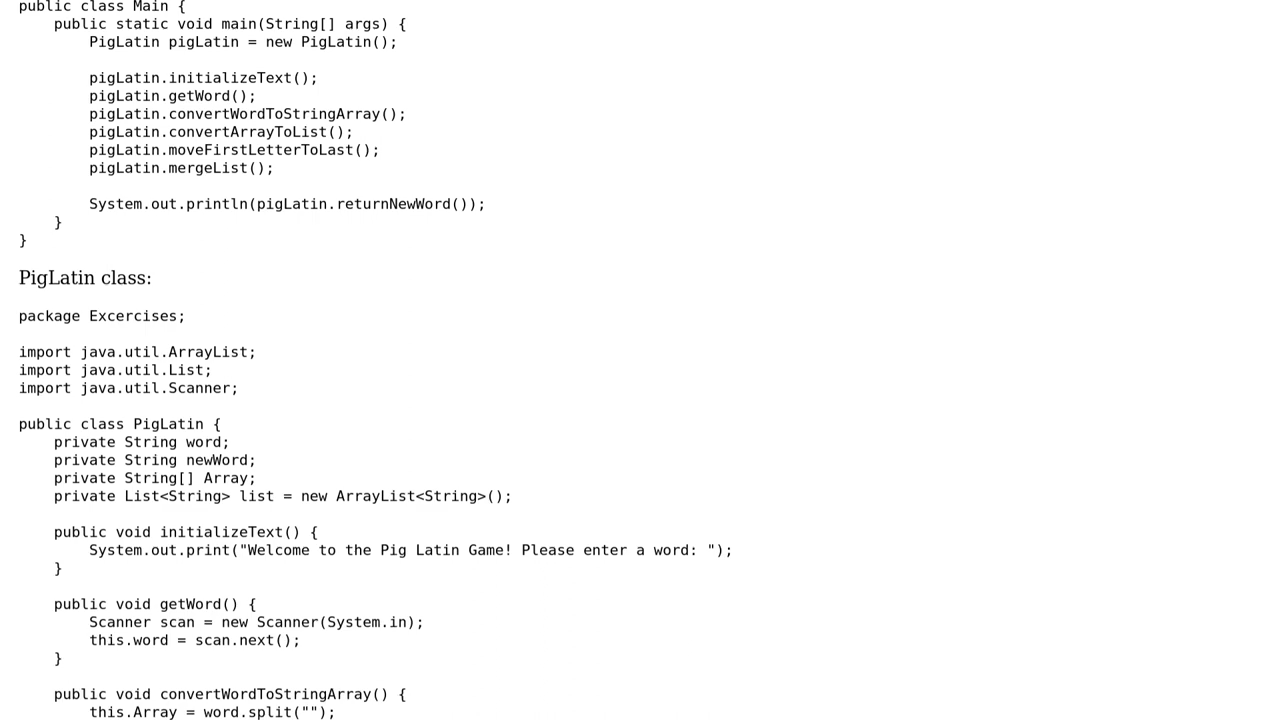 public class Main {
    public static void main(String[] args) {
        PigLatin pigLatin = new PigLatin();

        pigLatin.initializeText();
        pigLatin.getWord();
        pigLatin.convertWordToStringArray();
        pigLatin.convertArrayToList();
        pigLatin.moveFirstLetterToLast();
        pigLatin.mergeList();

        System.out.println(pigLatin.returnNewWord());
    }
}
PigLatin class:
package Excercises;

import java.util.ArrayList;
import java.util.List;
import java.util.Scanner;

public class PigLatin {
    private String word;
    private String newWord;
    private String[] Array;
    private List<String> list = new ArrayList<String>();

    public void initializeText() {
        System.out.print("Welcome to the Pig Latin Game! Please enter a word: ");
    }

    public void getWord() {
        Scanner scan = new Scanner(System.in);
        this.word = scan.next();
    }

    public void convertWordToStringArray() {
        this.Array = word.split("");